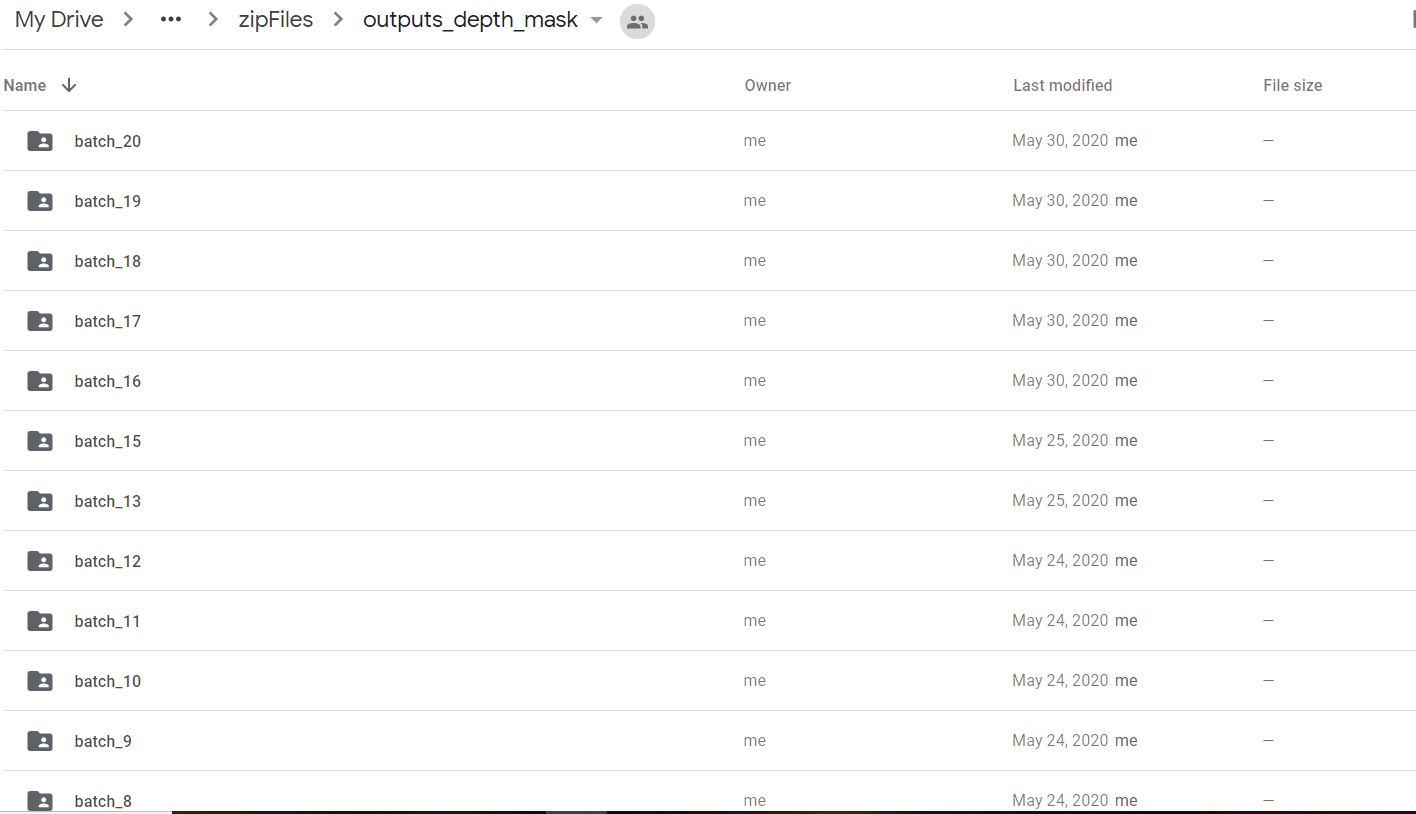 My Drive > ... > zipFiles > outputs_depth_mask
Name Owner Last modified File size
batch_20 me May 30, 2020 me —
batch_19 me May 30, 2020 me —
batch_18 me May 30, 2020 me —
batch_17 me May 30, 2020 me —
batch_16 me May 30, 2020 me —
batch_15 me May 25, 2020 me —
batch_13 me May 25, 2020 me —
batch_12 me May 24, 2020 me —
batch_11 me May 24, 2020 me —
batch_10 me May 24, 2020 me —
batch_9 me May 24, 2020 me —
batch_8 me May 24, 2020 me —